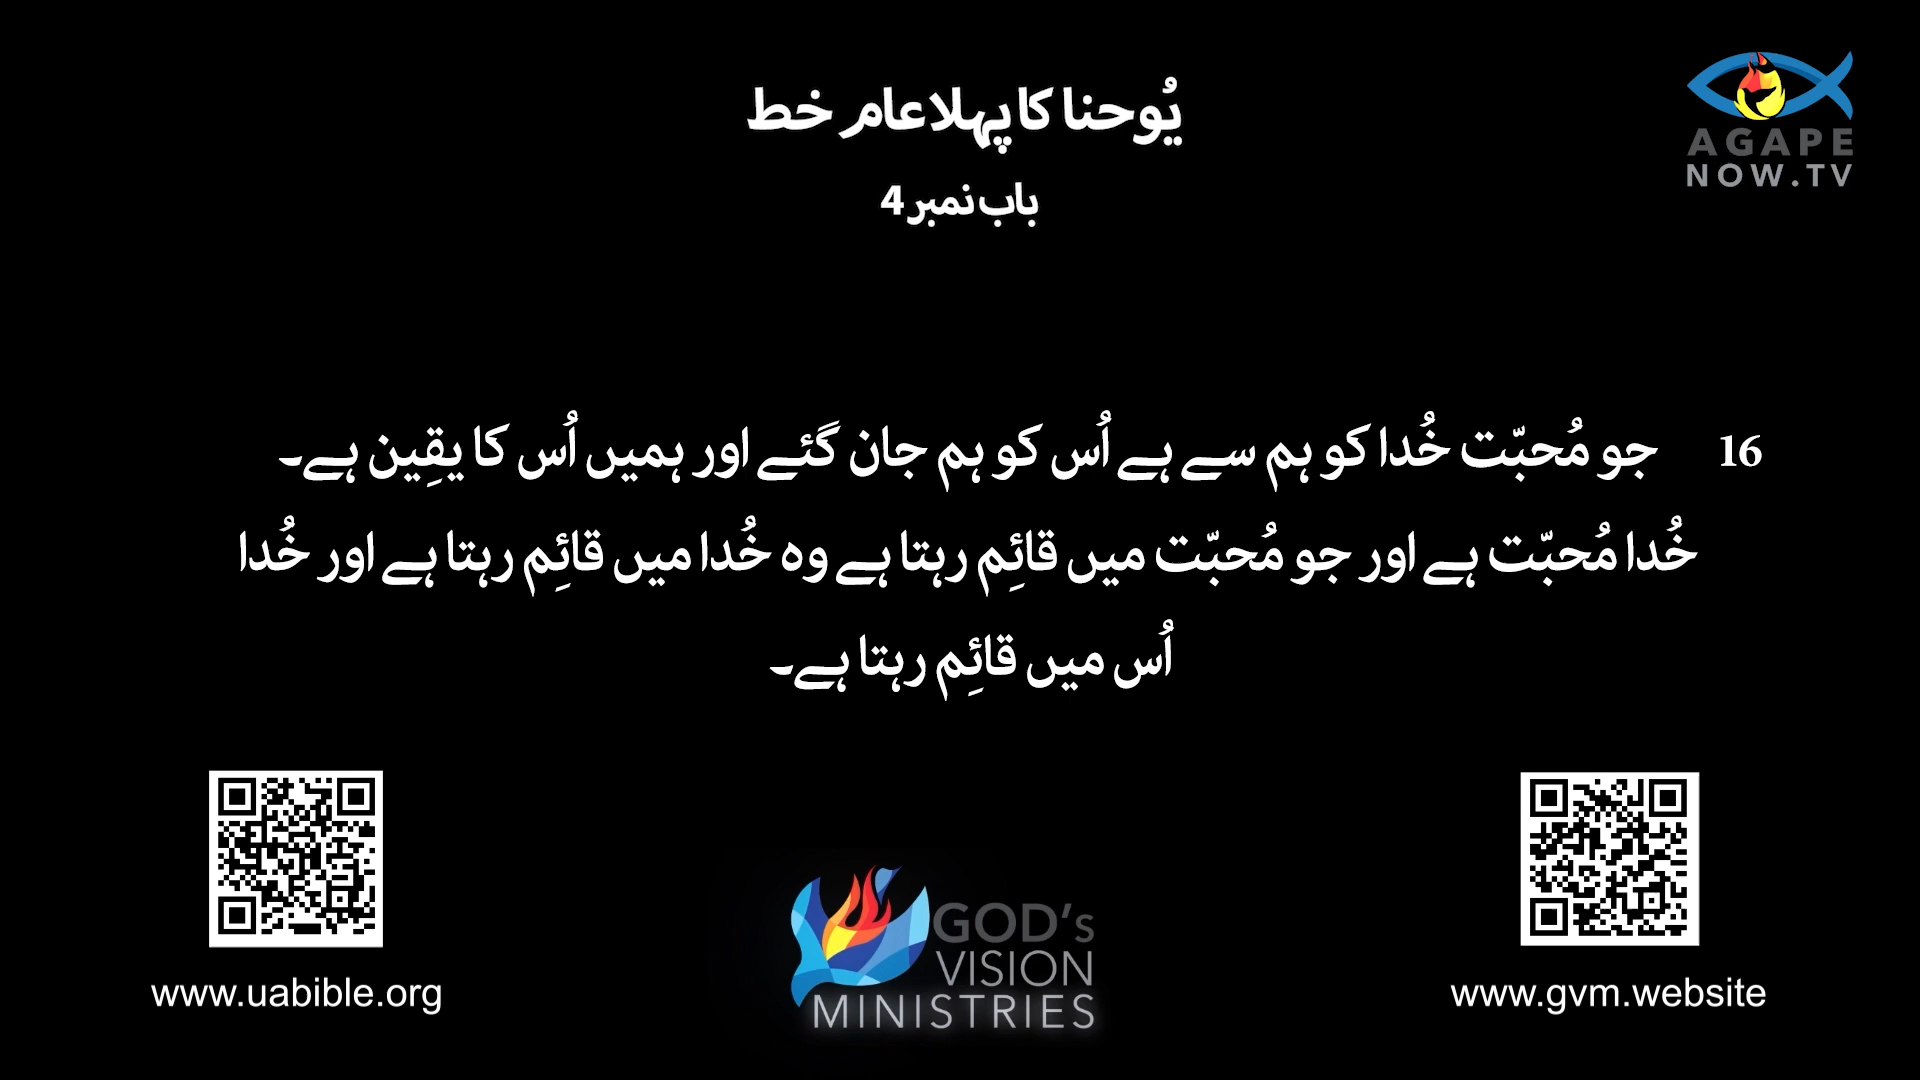 یُوحنا کا پہلا عام خط
AGAPE
NOW.TV
باب نمبر 4
16 جو مُحبّت خُدا کو ہم سے ہے اُس کو ہم جان گئے اور ہمیں اُس کا یقِین ہے۔
خُدا مُحبّت ہے اور جو مُحبّت میں قائِم رہتا ہے وہ خُدا میں قائِم رہتا ہے اور خُدا
اُس میں قائِم رہتا ہے۔
GOD's
VISION
MINISTRIES
www.uabible.org
www.gvm.website